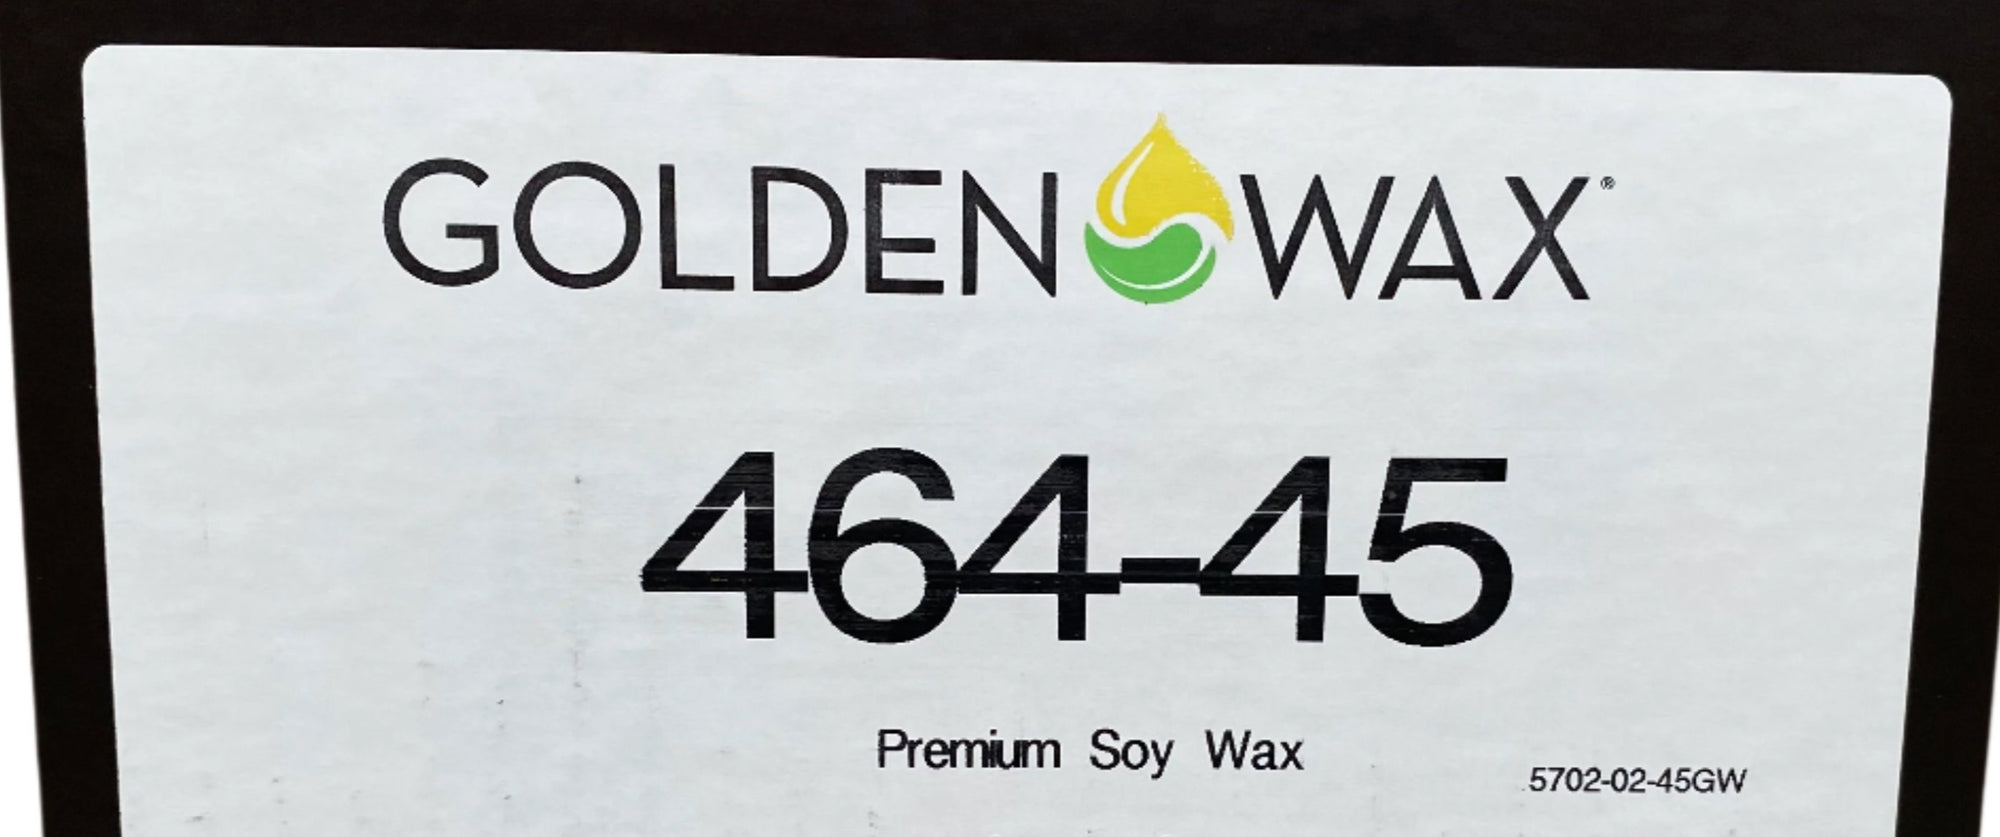 GOLDEN WAX®
464-45
Premium Soy Wax
5702-02-45GW